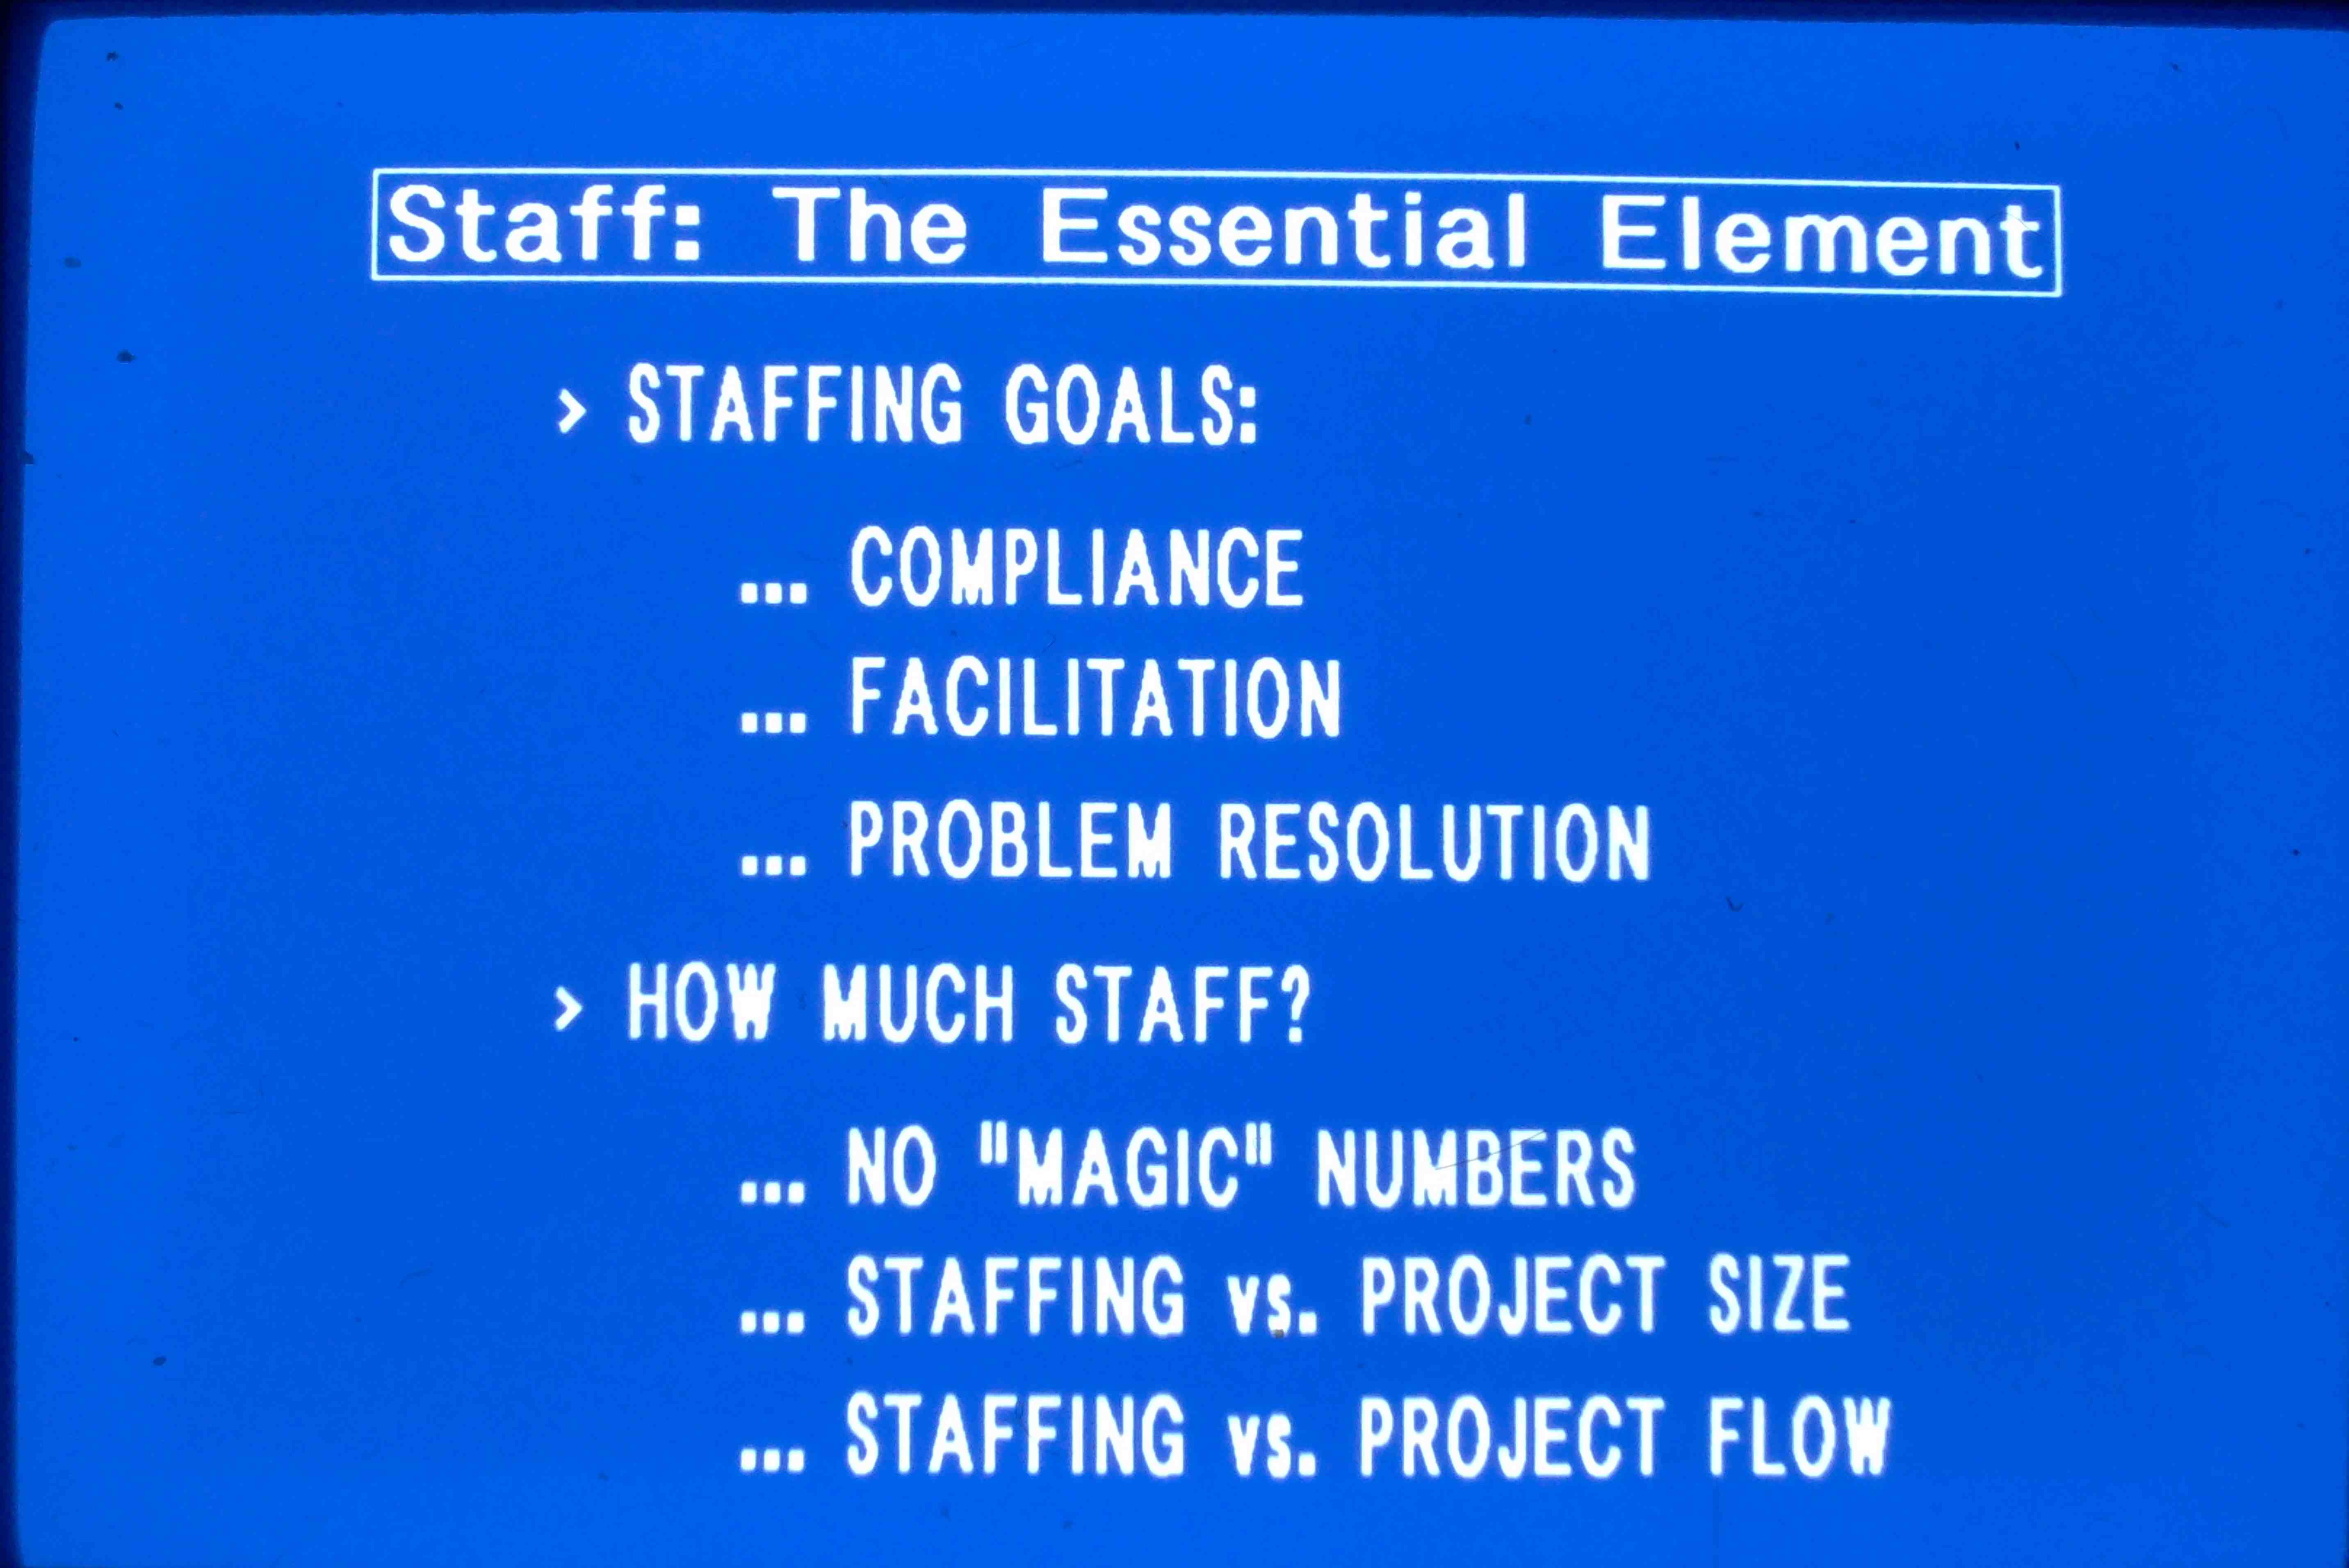 Staff: The Essential Element
> STAFFING GOALS:
... COMPLIANCE
... FACILITATION
... PROBLEM RESOLUTION
> HOW MUCH STAFF?
... NO "MAGIC" NUMBERS
... STAFFING vs. PROJECT SIZE
... STAFFING vs. PROJECT FLOW